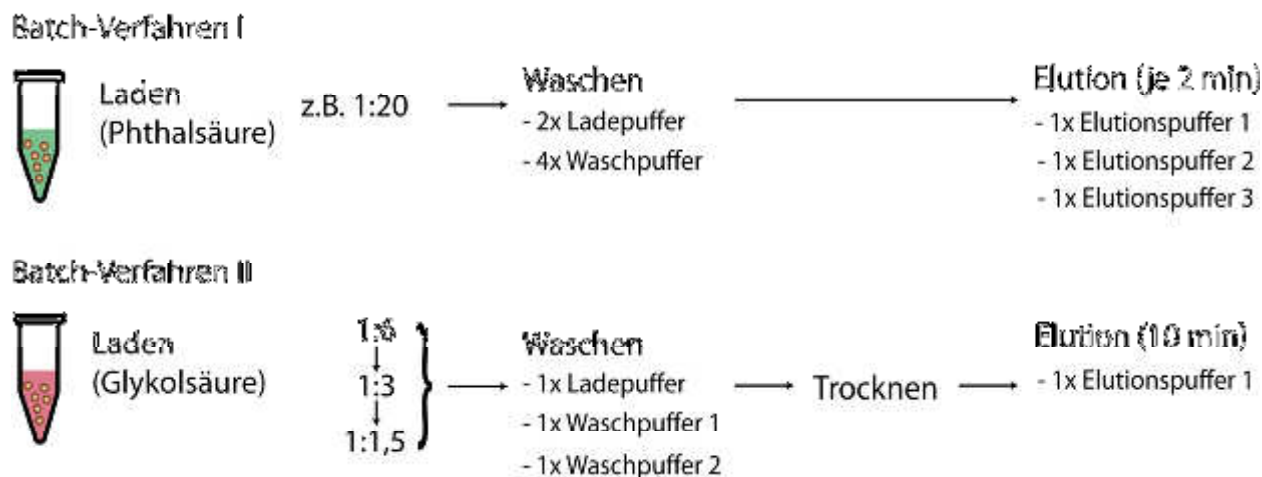 Batch-Verfahren I
Laden
(Phthalsäure)
z.B. 1:20
Waschen
- 2x Ladepuffer
- 4x Waschpuffer
Elution (je 2 min)
- 1x Elutionspuffer 1
- 1x Elutionspuffer 2
- 1x Elutionspuffer 3
Batch-Verfahren II
Laden
(Glykolsäure)
1:6
1:3
1:1,5
Waschen
- 1x Ladepuffer
- 1x Waschpuffer 1
- 1x Waschpuffer 2
Trocknen
Elution (10 min)
- 1x Elutionspuffer 1